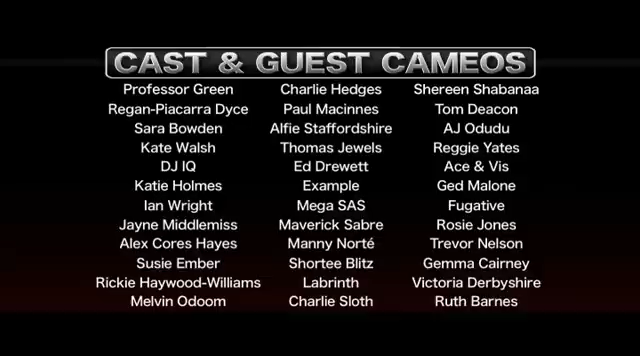 CAST & GUEST CAMEOS
Professor Green Charlie Hedges Shereen Shabanaa
Regan-Piacarra Dyce Paul Macinnes Tom Deacon
Sara Bowden Alfie Staffordshire AJ Odudu
Kate Walsh Thomas Jewels Reggie Yates
DJ IQ Ed Drewett Ace & Vis
Katie Holmes Example Ged Malone
Ian Wright Mega SAS Fugative
Jayne Middlemiss Maverick Sabre Rosie Jones
Alex Cores Hayes Manny Norté Trevor Nelson
Susie Ember Shortee Blitz Gemma Cairney
Rickie Haywood-Williams Labrinth Victoria Derbyshire
Melvin Odoom Charlie Sloth Ruth Barnes